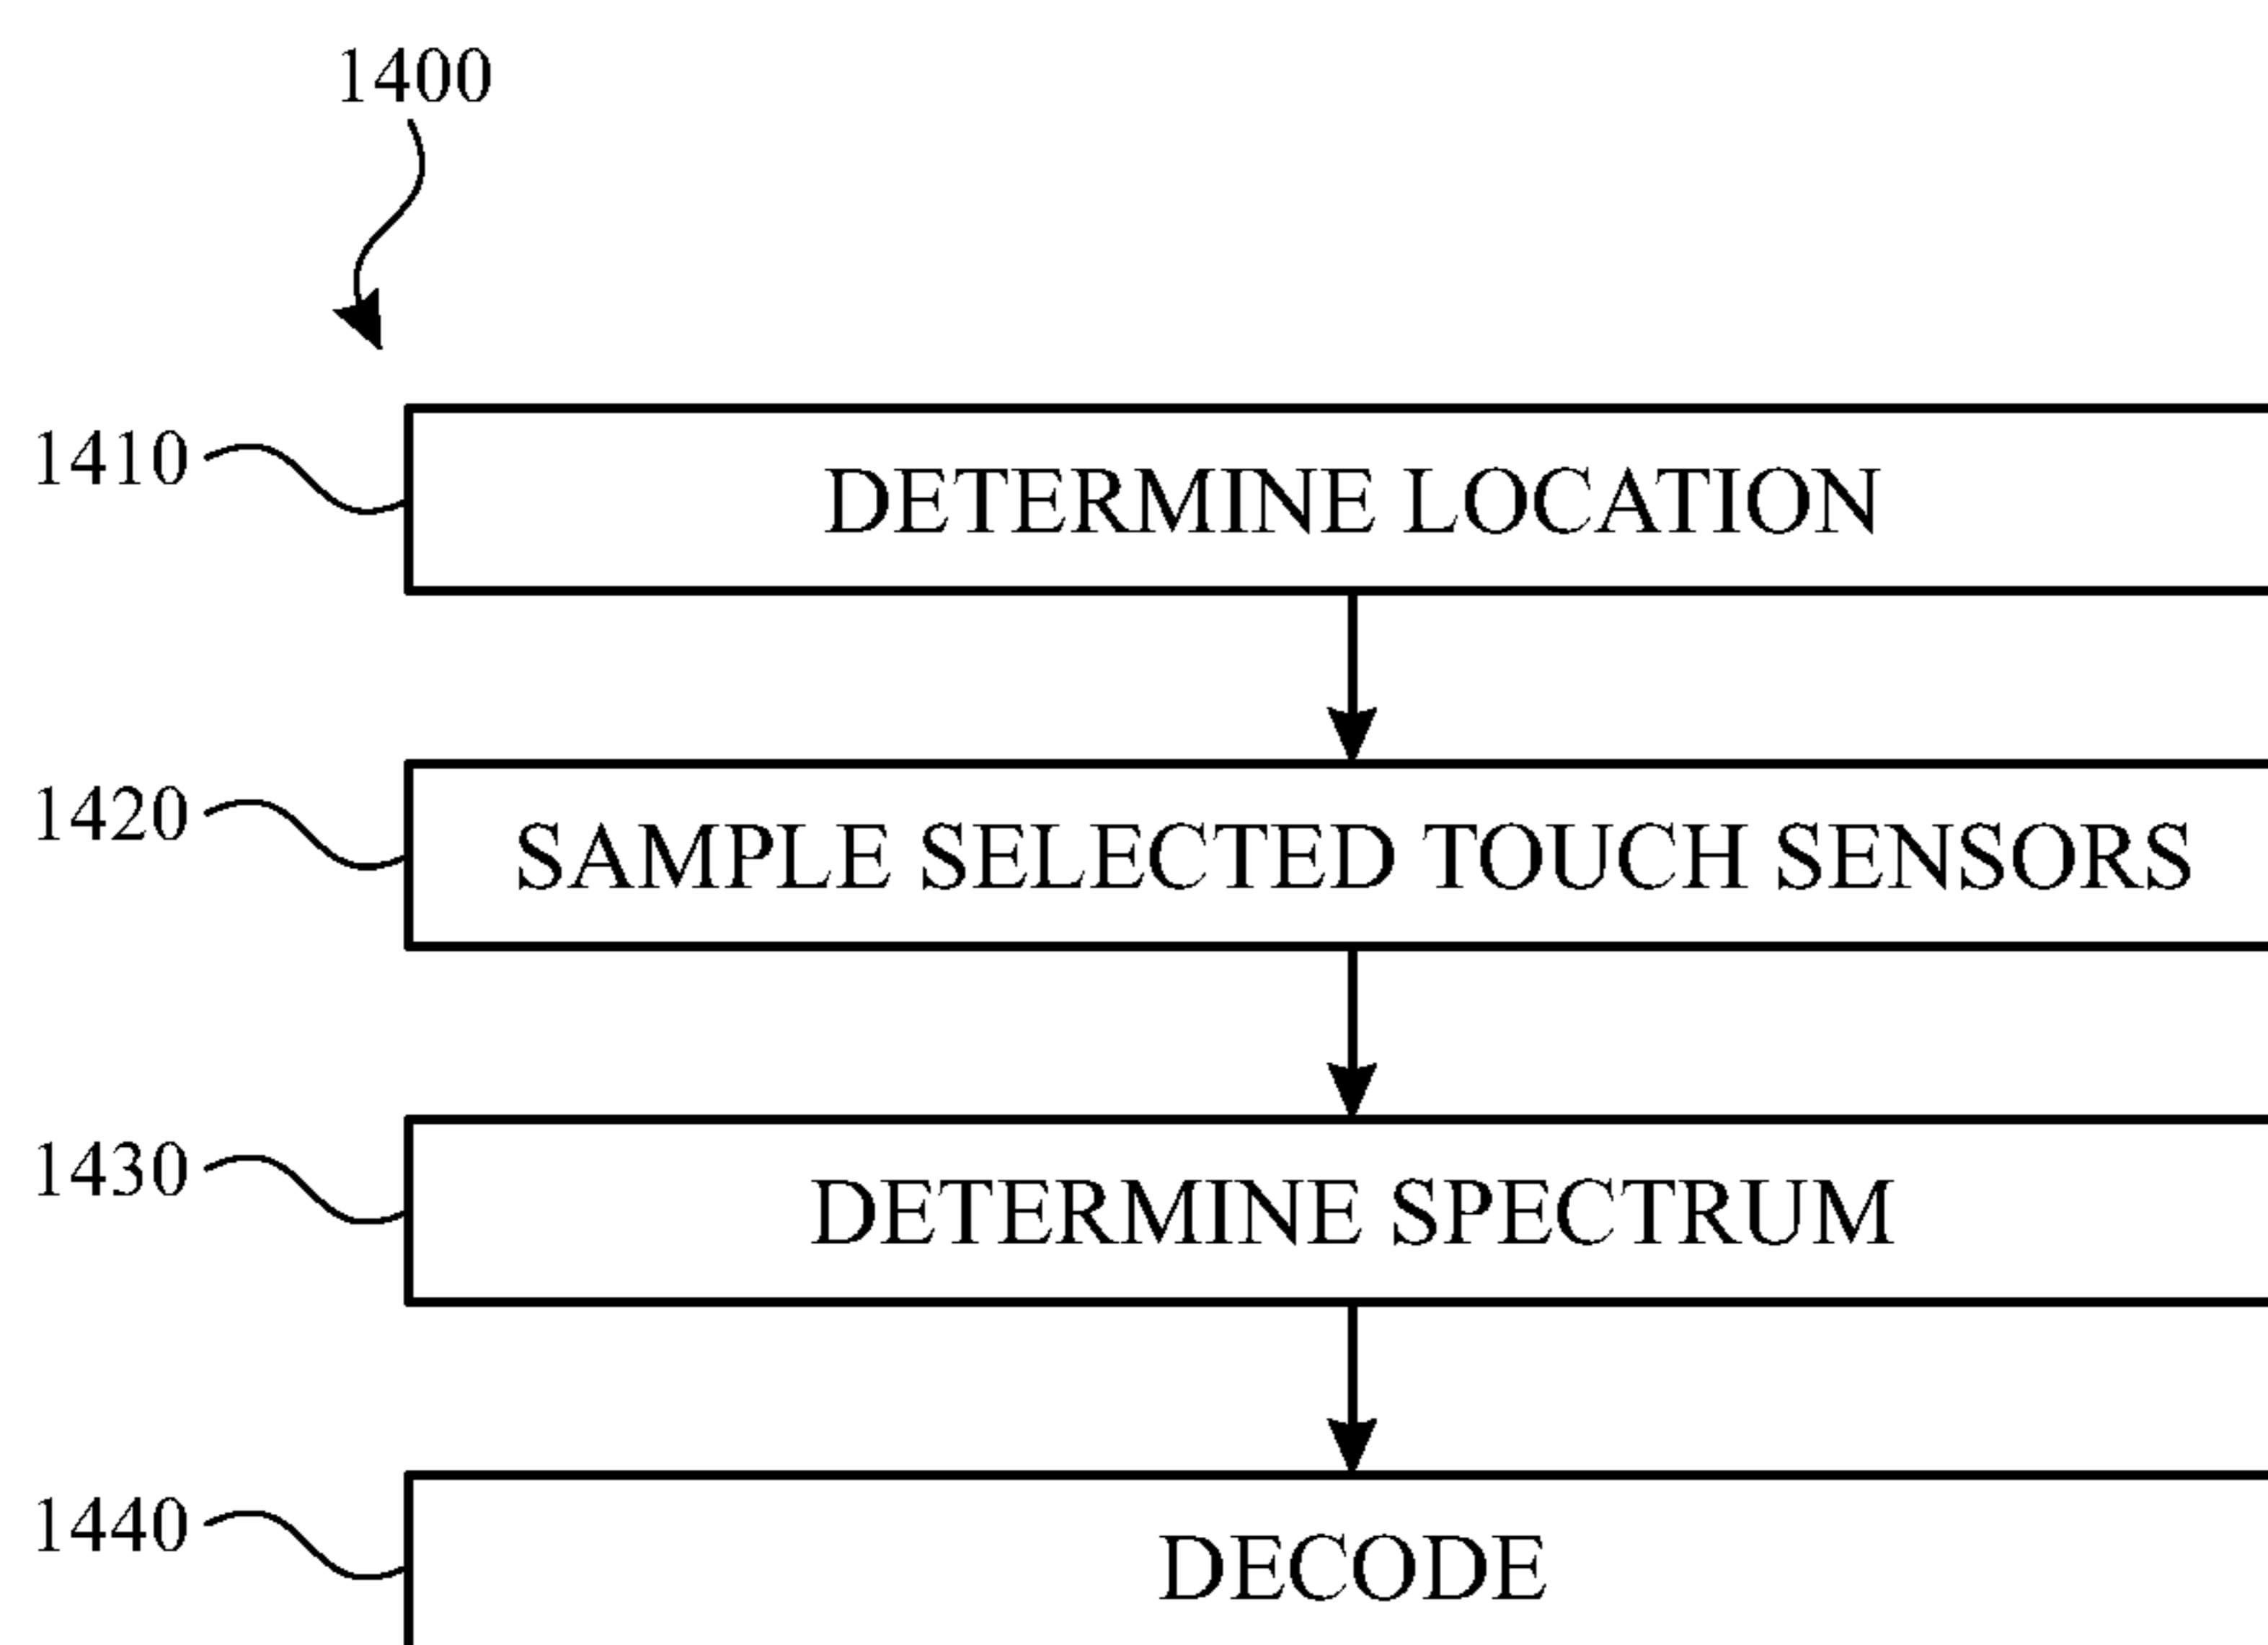 1400
1410
DETERMINE LOCATION
1420
SAMPLE SELECTED TOUCH SENSORS
1430
DETERMINE SPECTRUM
1440
DECODE